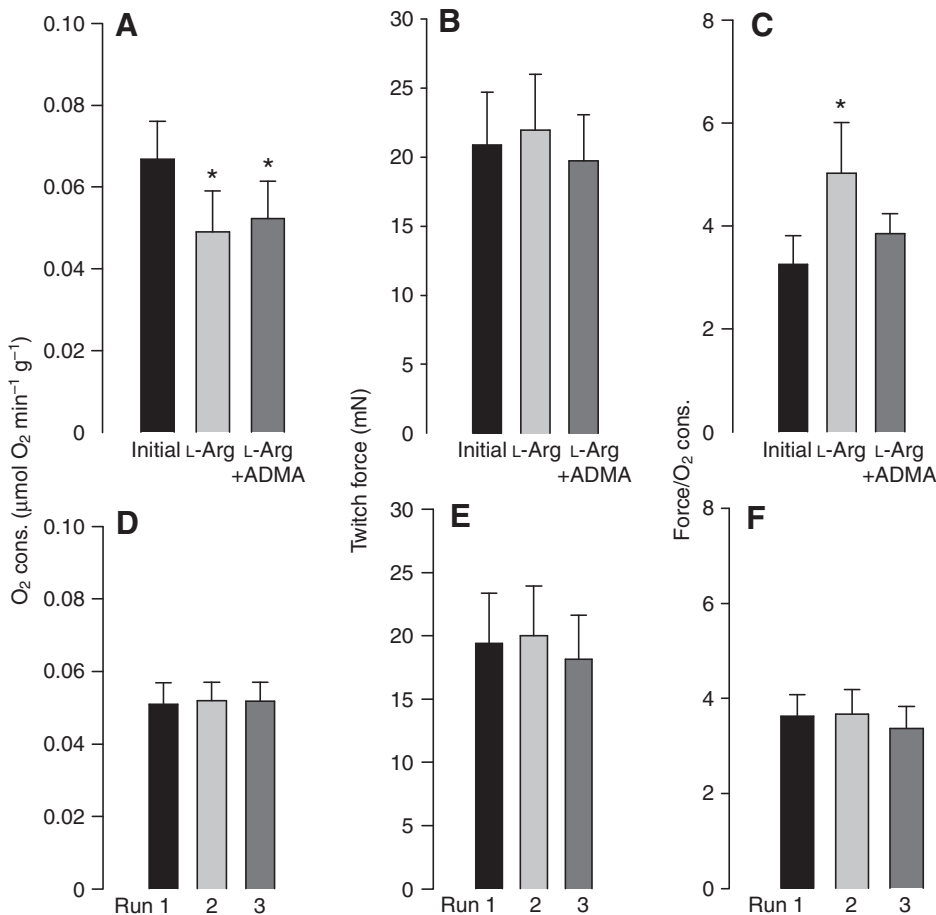 A
0.10
0.08
0.06
0.04
0.02
0
*
*
Initial L-Arg L-Arg
+ADMA
B
30
25
20
15
10
5
0
Initial L-Arg L-Arg
+ADMA
C
8
6
4
2
0
*
Initial L-Arg L-Arg
+ADMA
O2 cons. (μmol O2 min−1 g−1)
Twitch force (mN)
Force/O2 cons.
D
0.10
0.08
0.06
0.04
0.02
0
Run 1 2 3
E
30
25
20
15
10
5
0
Run 1 2 3
F
8
6
4
2
0
Run 1 2 3